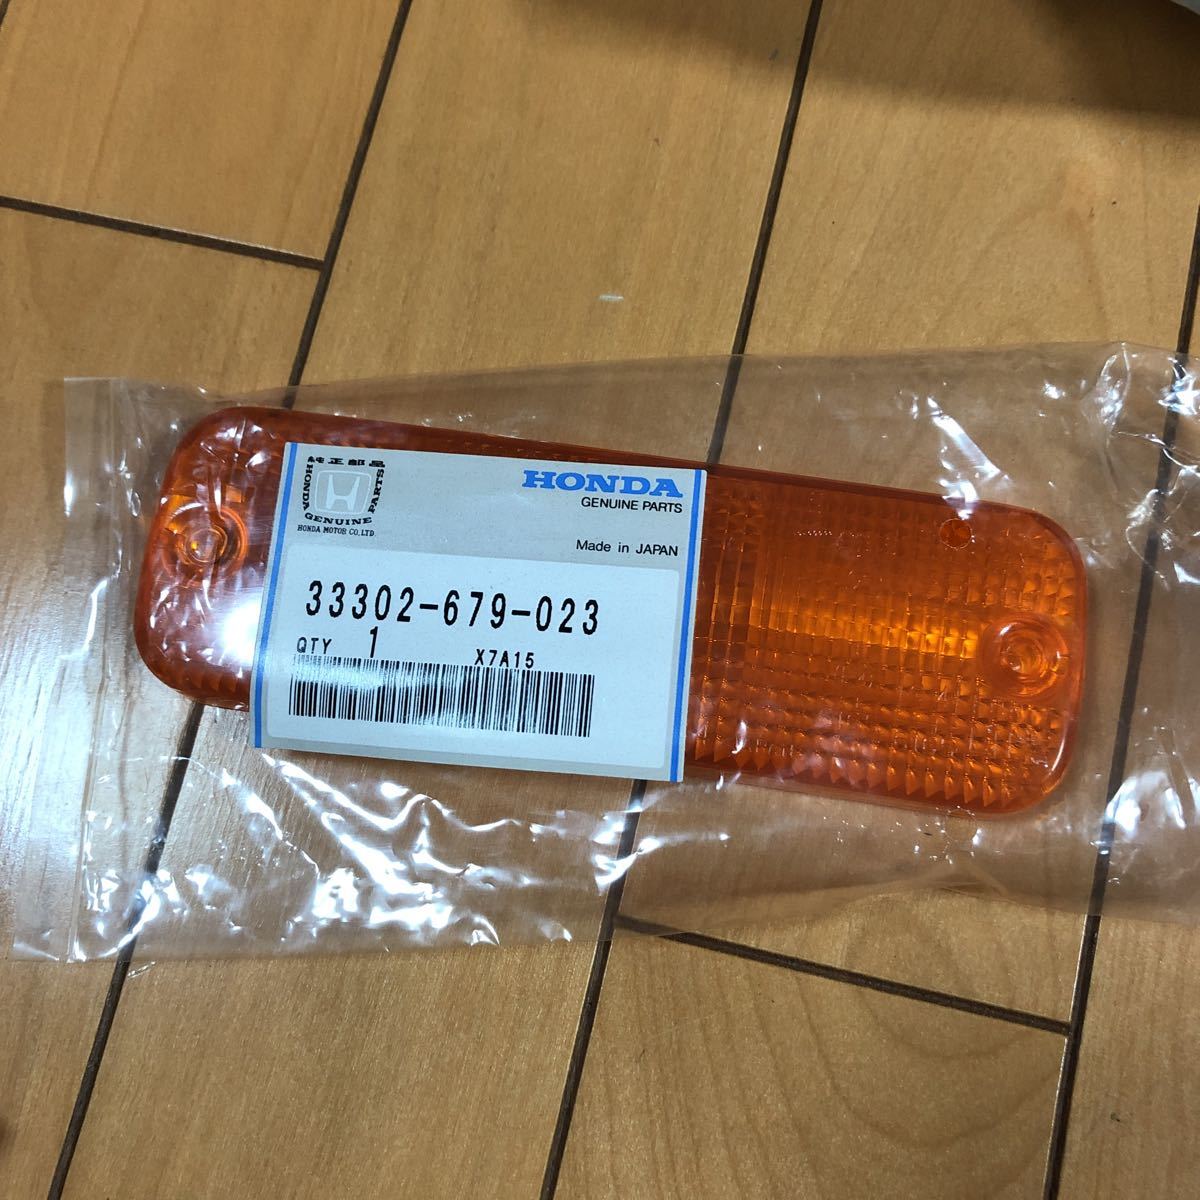 純正部品
HONDA
GENUINE
PARTS
HONDA MOTOR CO.,LTD.
HONDA
GENUINE PARTS
Made in JAPAN
33302-679-023
QTY 1 X7A15